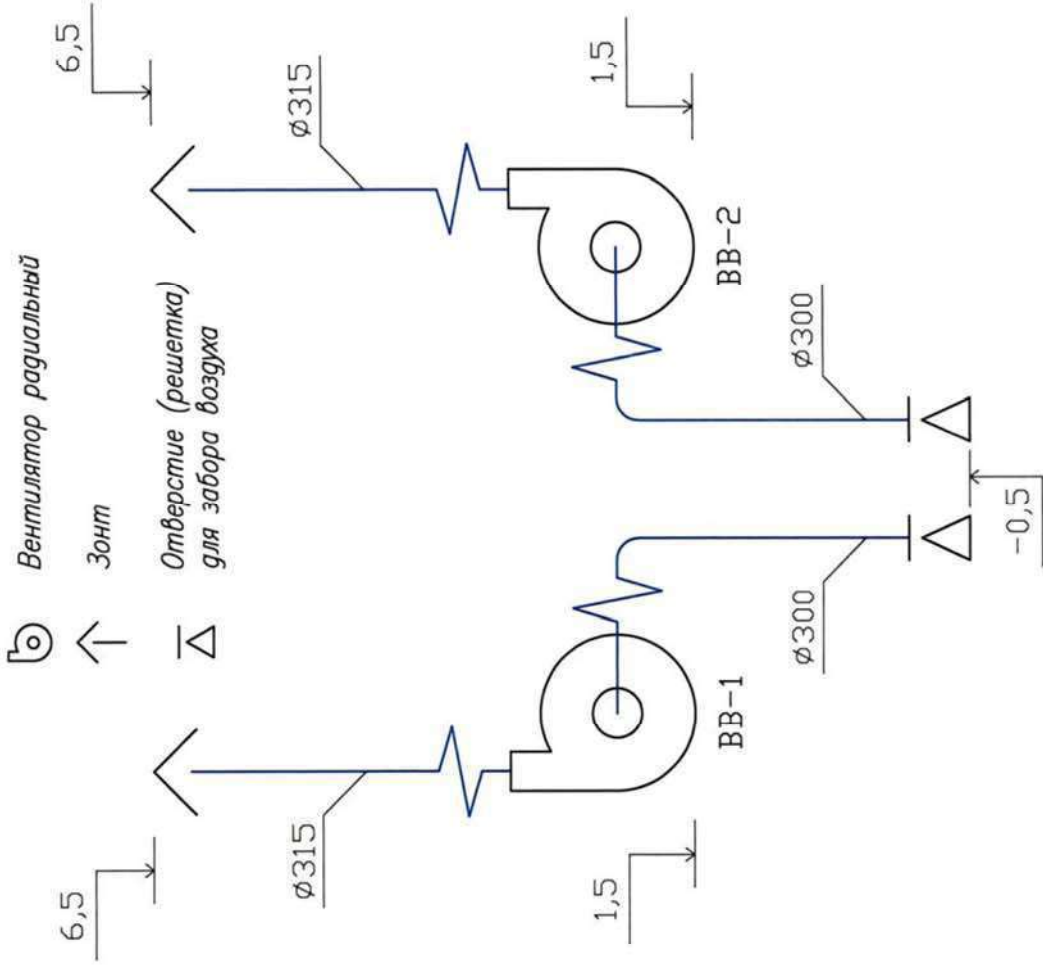 Вентилятор радиальный
Зонт
Отверстие (решетка)
для забора воздуха
6,5
6,5
ø315
ø315
1,5
1,5
ВВ-1
ВВ-2
ø300
ø300
-0,5